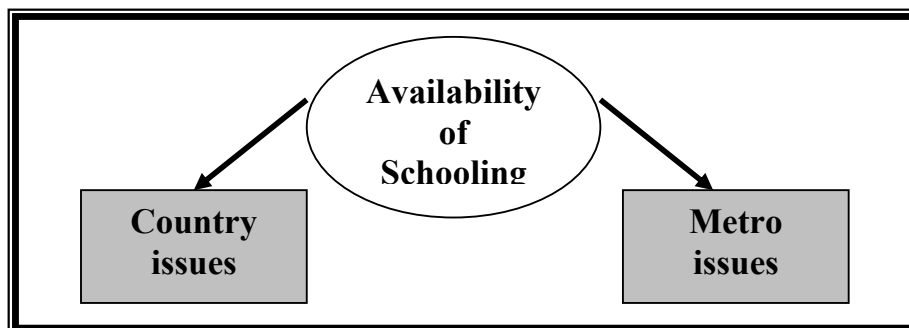 Availability
of
Schooling
Country
issues
Metro
issues